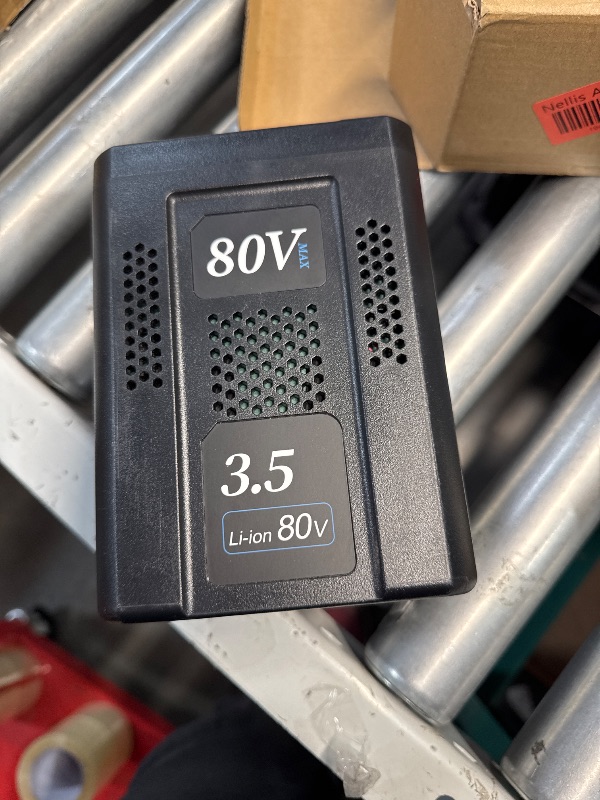 Nellis A
80V MAX
3.5
Li-ion 80V